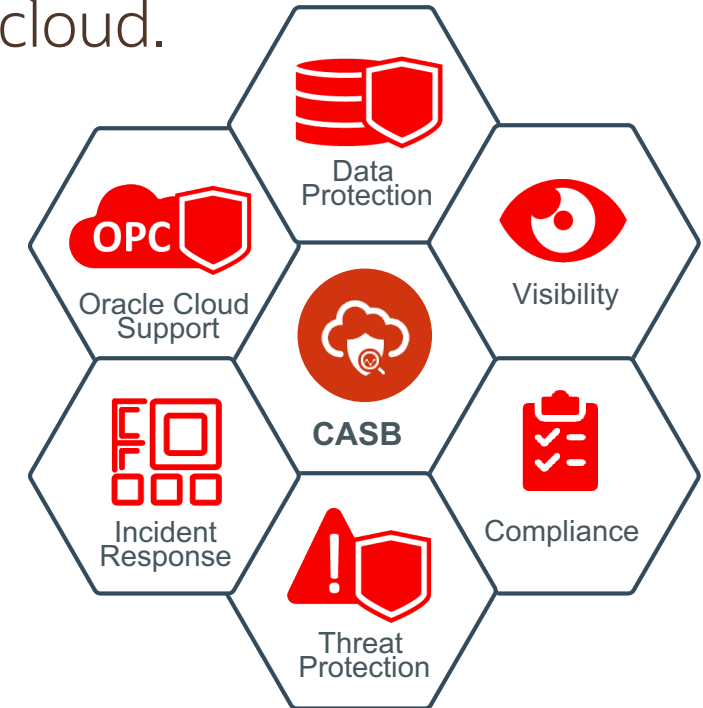 cloud.
Data
Protection
OPC
Oracle Cloud
Support
Visibility
CASB
Incident
Response
Compliance
Threat
Protection